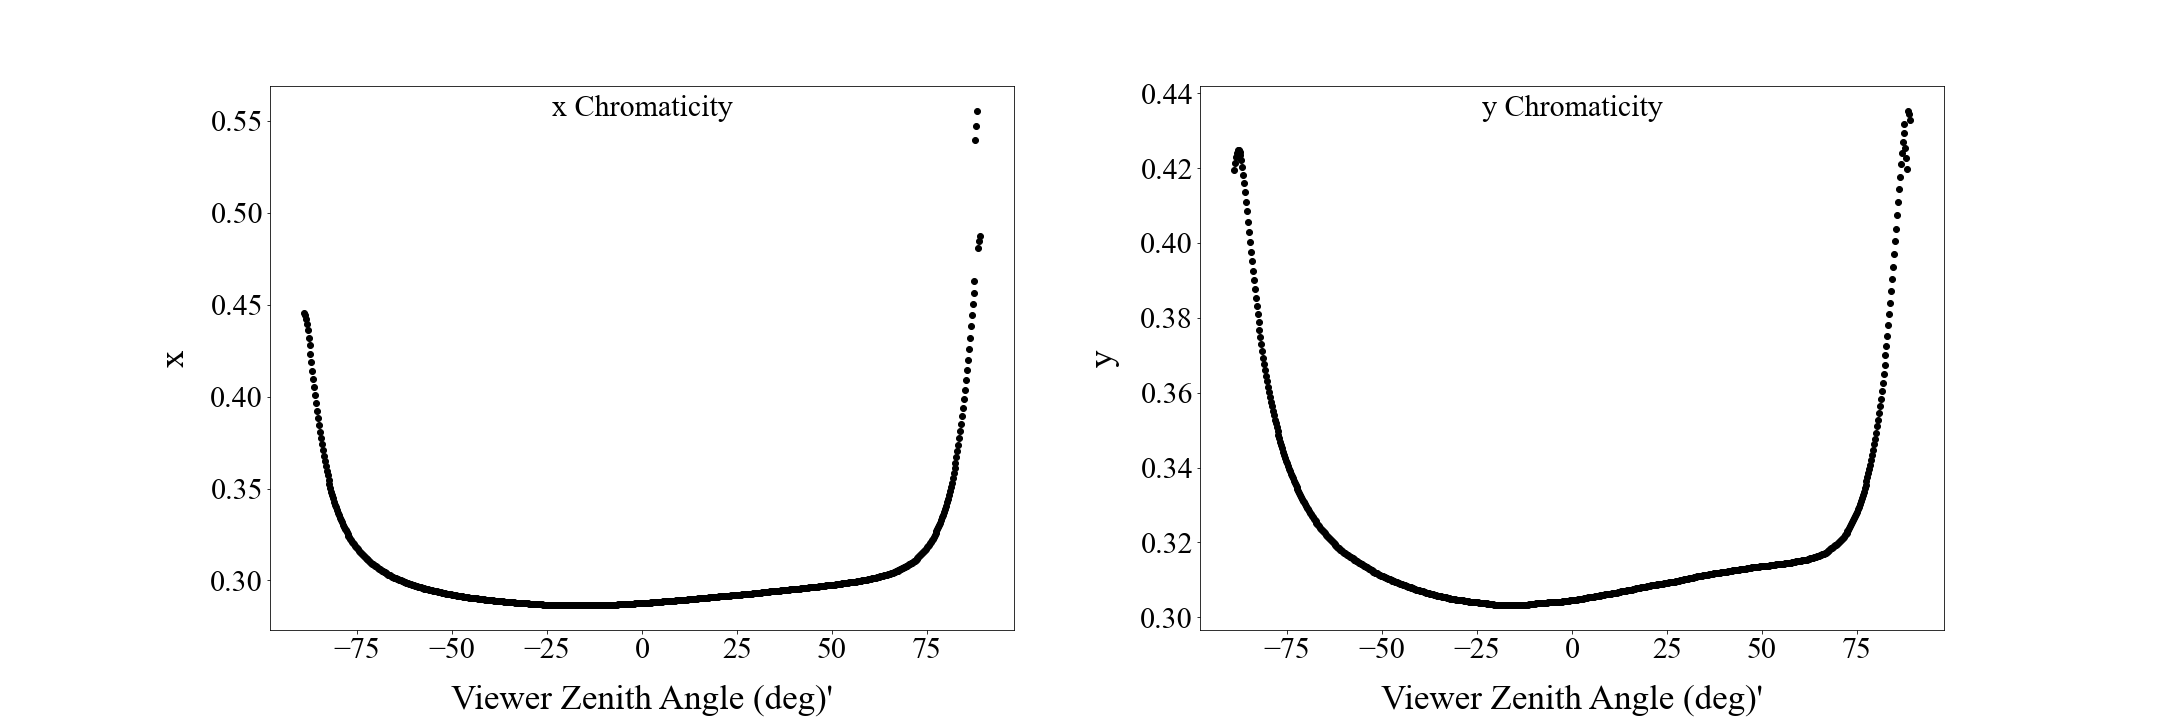 x Chromaticity
0.55
0.50
0.45
0.40
0.35
0.30
x
−75 −50 −25 0 25 50 75
Viewer Zenith Angle (deg)'
y Chromaticity
0.44
0.42
0.40
0.38
0.36
0.34
0.32
0.30
y
−75 −50 −25 0 25 50 75
Viewer Zenith Angle (deg)'